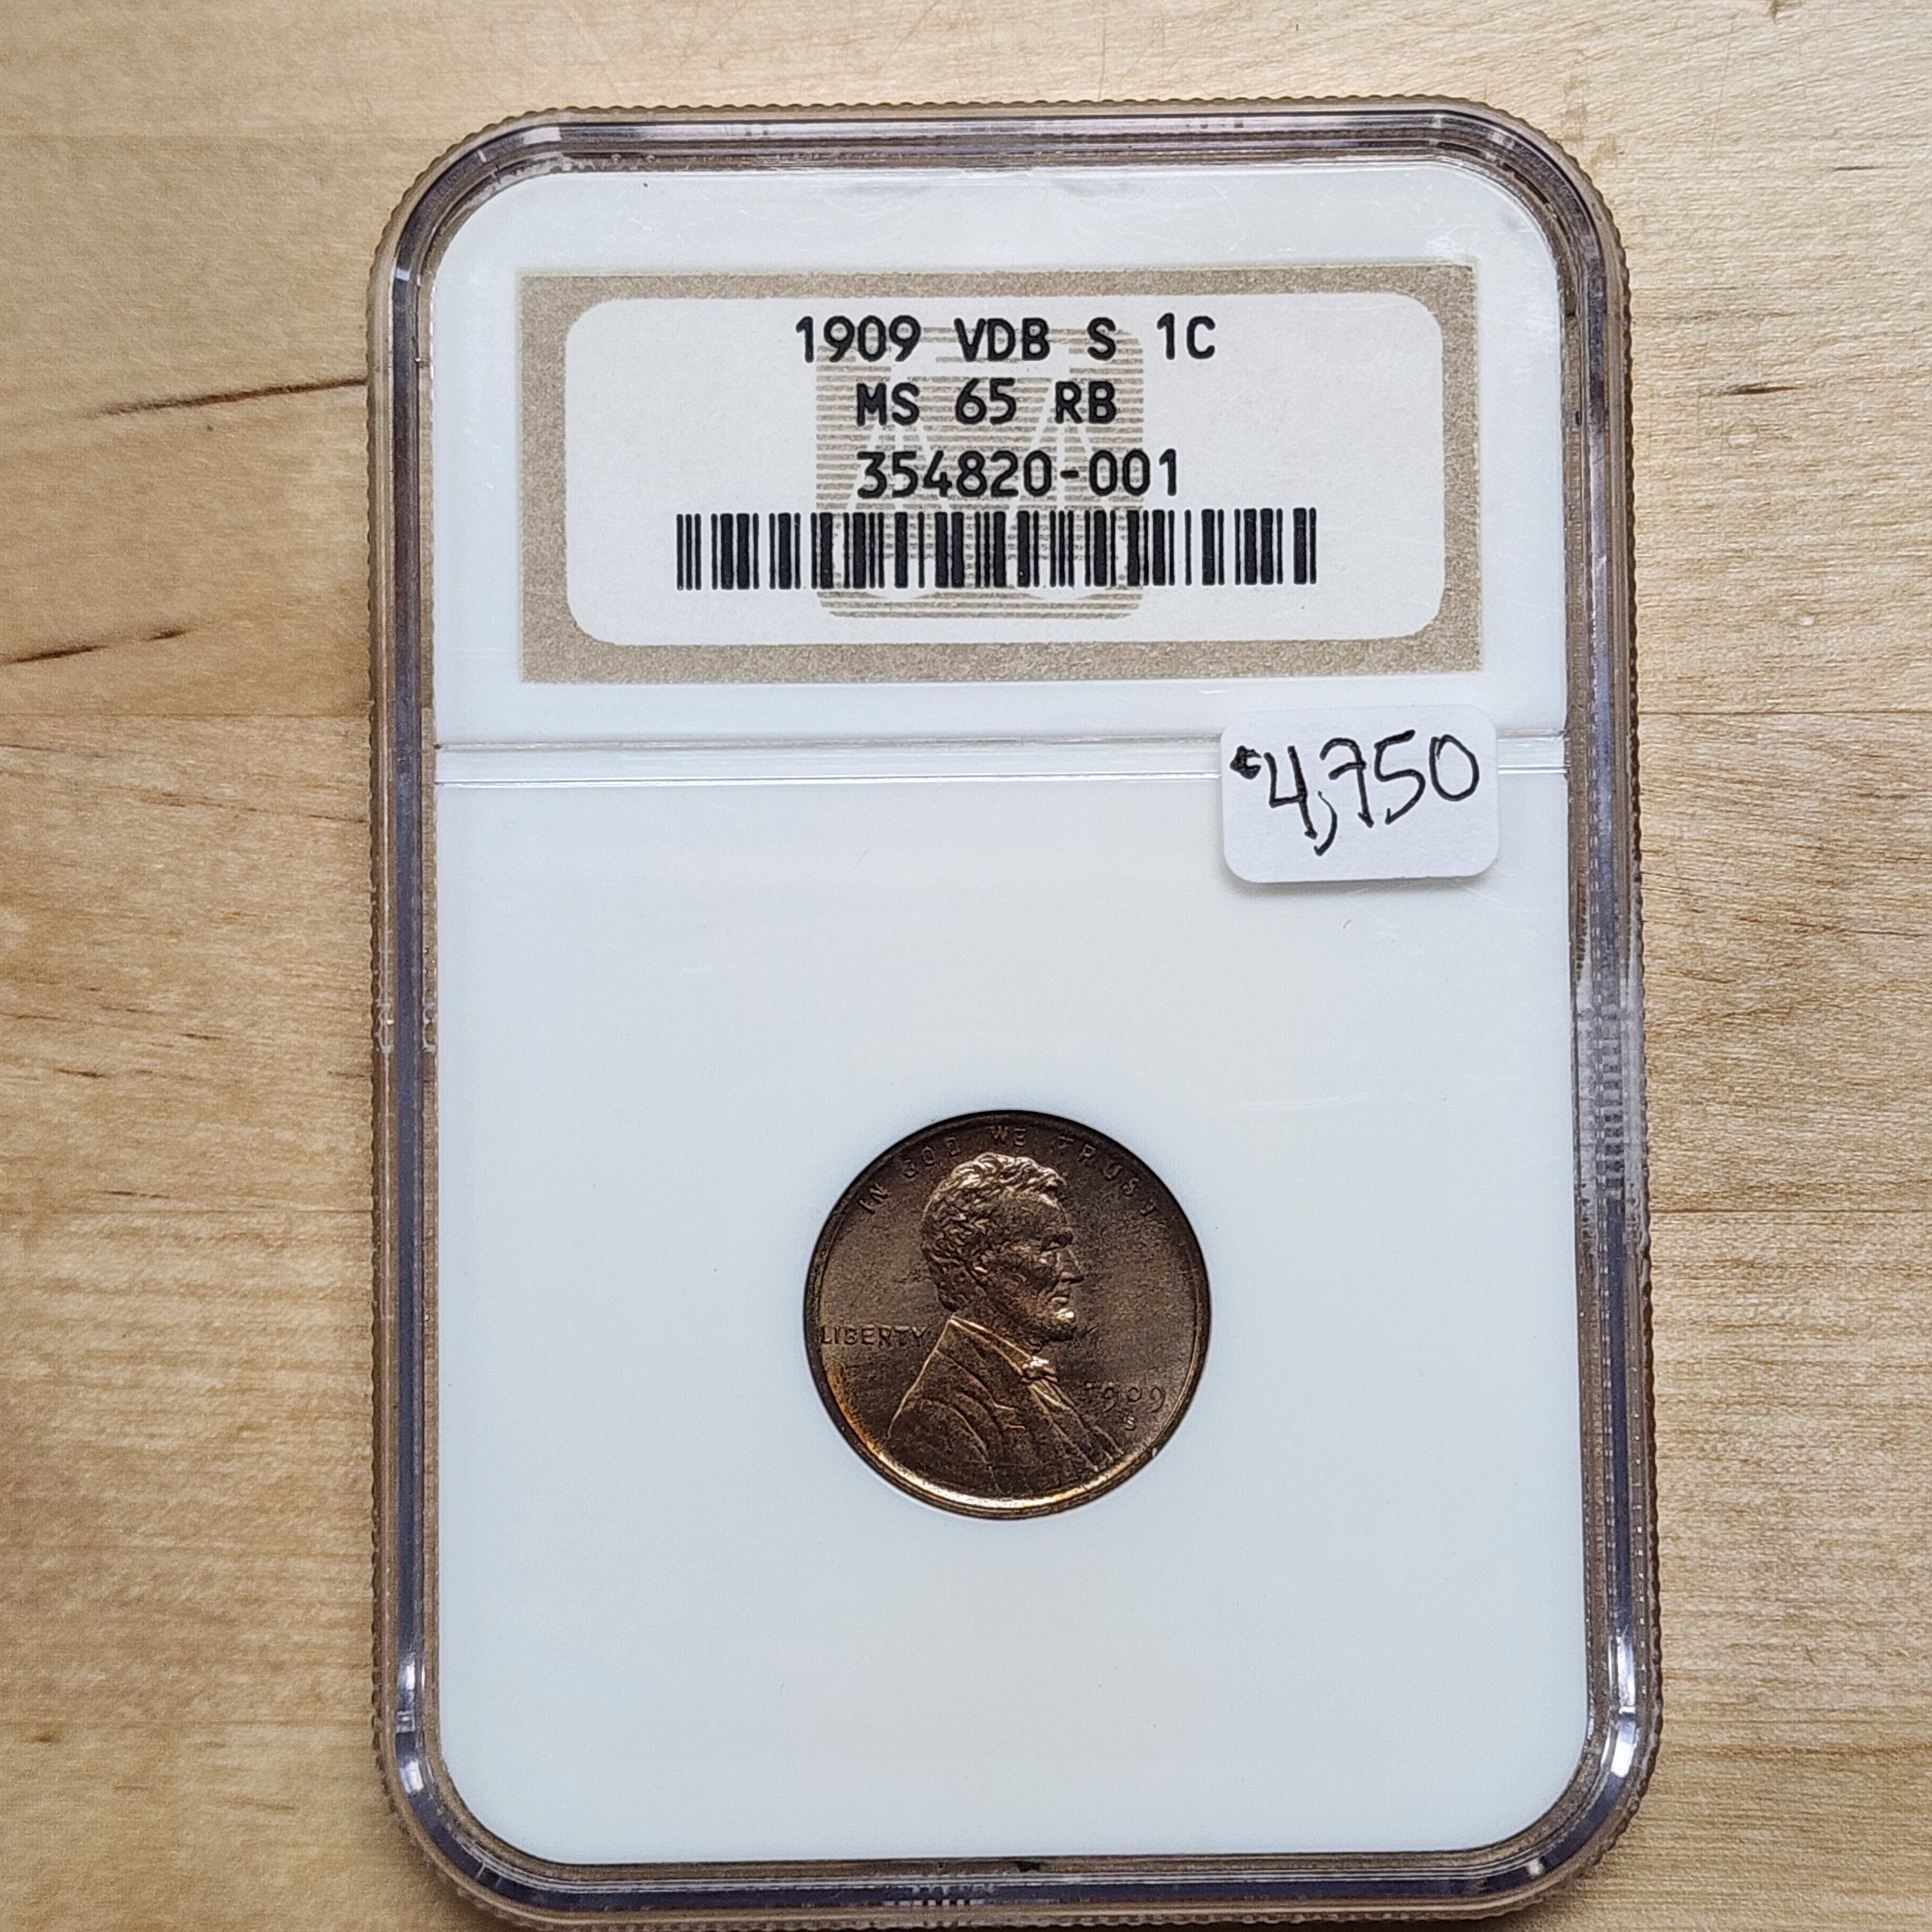 1909 VDB S 1C
MS 65 RB
354820-001
$4,750
IN GOD WE TRUST
LIBERTY
1909
S